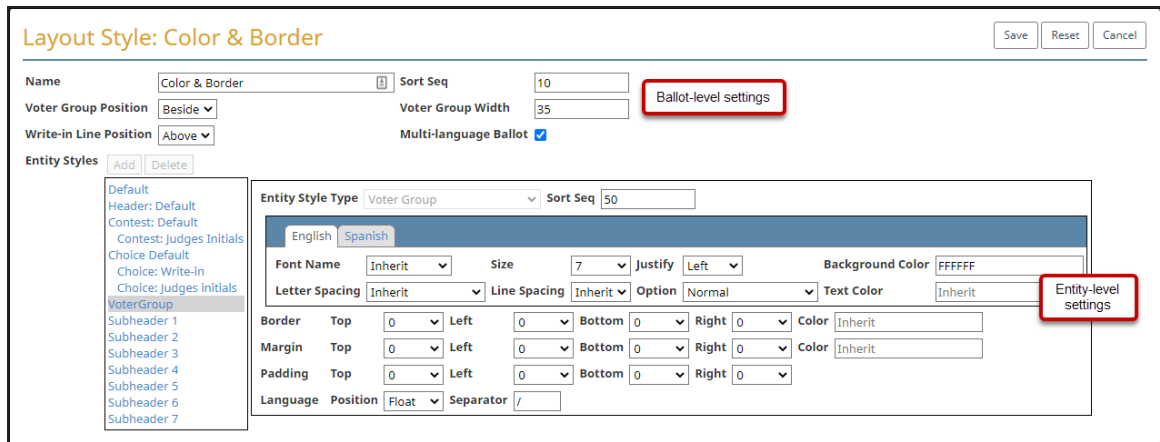 Layout Style: Color & Border Save Reset Cancel
Name Color & Border Sort Seq 10
Ballot-level settings
Voter Group Position Beside Voter Group Width 35
Write-in Line Position Above Multi-language Ballot
Entity Styles Add Delete
Default
Header: Default
Contest: Default
Contest: Judges Initials
Choice Default
Choice: Write-in
Choice: Judges initials
VoterGroup
Subheader 1
Subheader 2
Subheader 3
Subheader 4
Subheader 5
Subheader 6
Subheader 7
Entity Style Type Voter Group Sort Seq 50
English Spanish
Font Name Inherit Size 7 Justify Left Background Color FFFFFF
Letter Spacing Inherit Line Spacing Inherit Option Normal Text Color Inherit
Entity-level
settings
Border Top 0 Left 0 Bottom 0 Right 0 Color Inherit
Margin Top 0 Left 0 Bottom 0 Right 0 Color Inherit
Padding Top 0 Left 0 Bottom 0 Right 0
Language Position Float Separator /